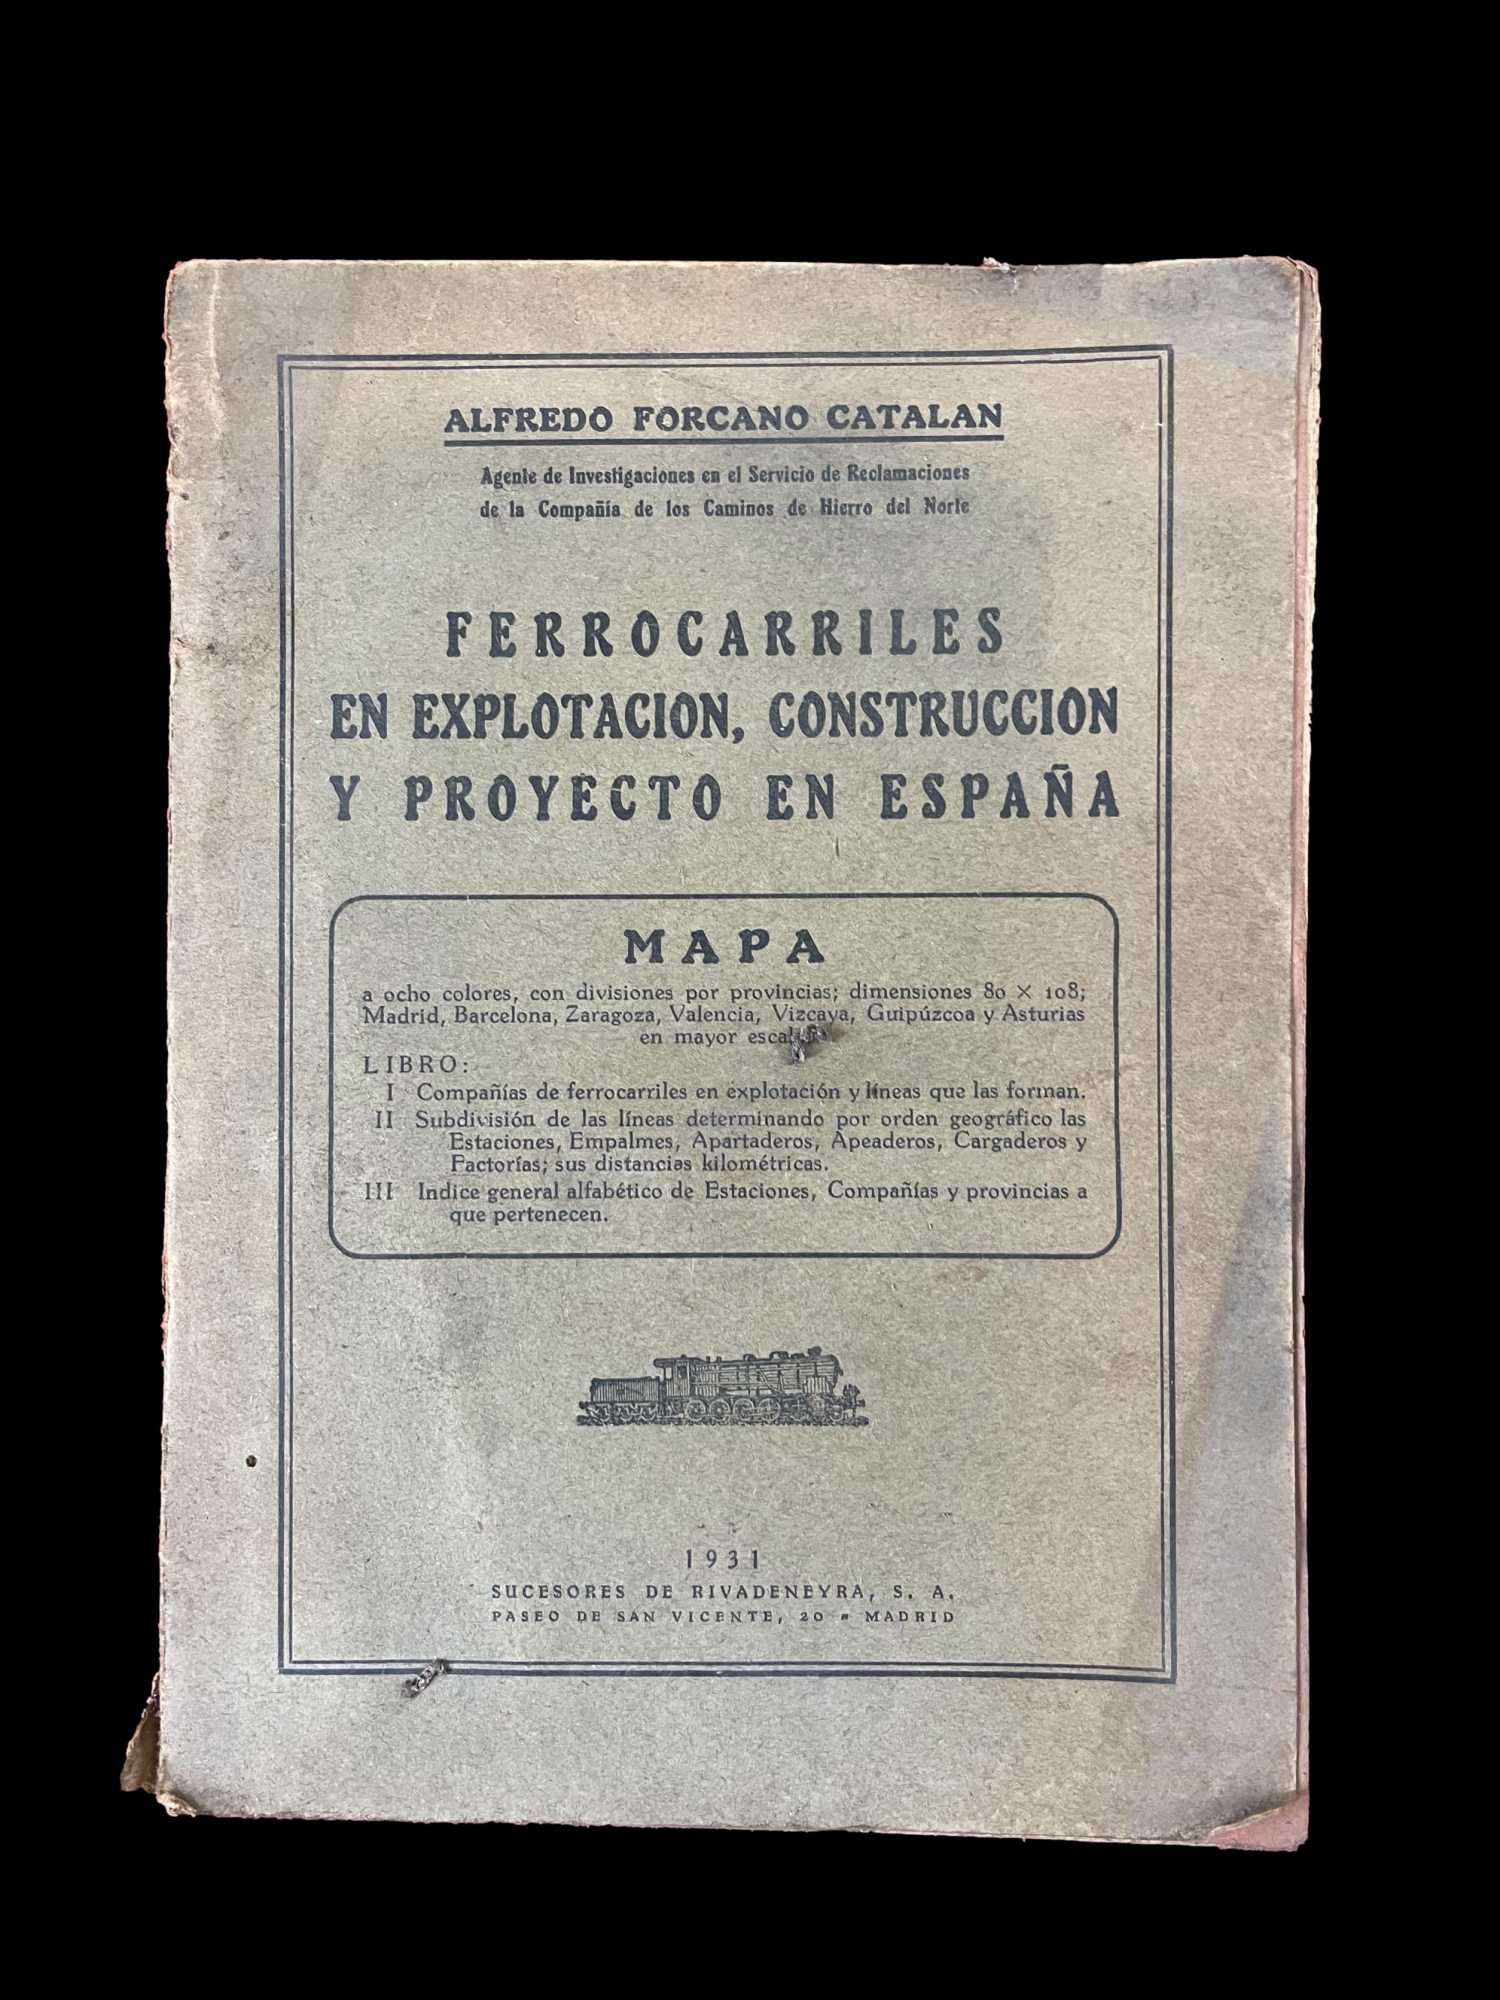 ALFREDO FORCANO CATALAN
Agente de Investigaciones en el Servicio de Reclamaciones
de la Compañía de los Caminos de Hierro del Norte
FERROCARRILES
EN EXPLOTACION, CONSTRUCCION
Y PROYECTO EN ESPAÑA
MAPA
a ocho colores, con divisiones por provincias; dimensiones 80 × 108;
Madrid, Barcelona, Zaragoza, Valencia, Vizcaya, Guipúzcoa y Asturias
en mayor
LIBRO:
I Compañías de ferrocarriles en explotación y líneas que las forman.
II Subdivisión de las líneas determinando por orden geográfico las
Estaciones, Empalmes, Apartaderos, Apeaderos, Cargaderos y
Factorías; sus distancias kilométricas.
III Indice general alfabético de Estaciones, Compañías y provincias a
que pertenecen.
1931
SUCESORES DE RIVADENEYRA, S. A.
PASEO DE SAN VICENTE, 20 - MADRID